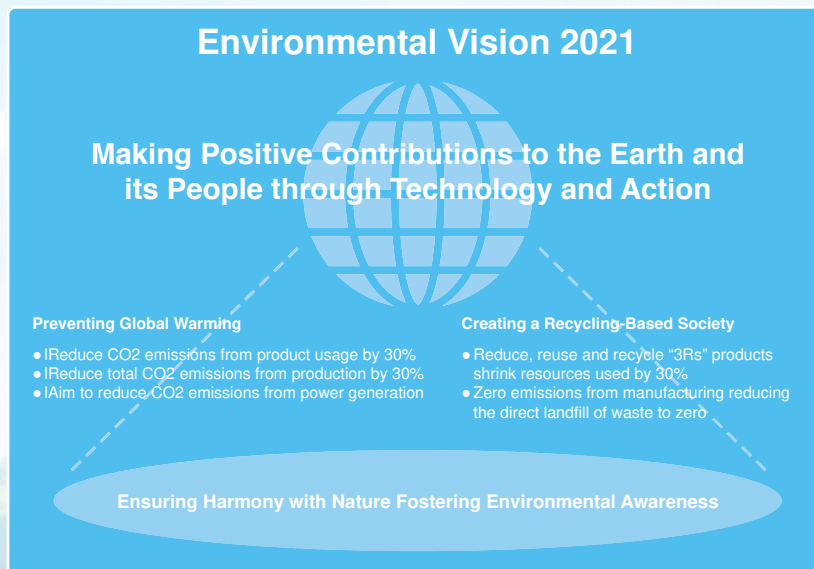 Environmental Vision 2021
Making Positive Contributions to the Earth and
its People through Technology and Action
Preventing Global Warming
● lReduce CO2 emissions from product usage by 30%
● lReduce total CO2 emissions from production by 30%
● lAim to reduce CO2 emissions from power generation
Creating a Recycling-Based Society
● Reduce, reuse and recycle “3Rs” products
shrink resources used by 30%
● Zero emissions from manufacturing reducing
the direct landfill of waste to zero
Ensuring Harmony with Nature Fostering Environmental Awareness